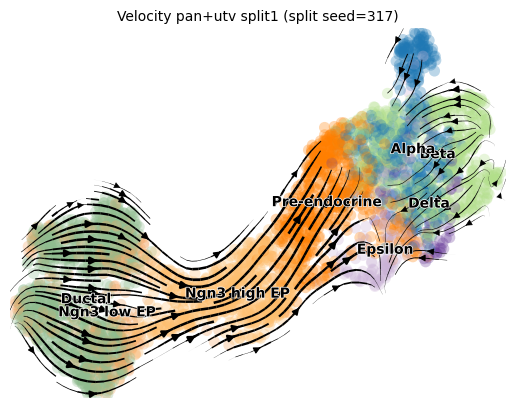 Velocity pan+utv split1 (split seed=317)
Alpha
Beta
Pre-endocrine
Delta
Epsilon
Ngn3 high EP
Ductal
Ngn3 low EP